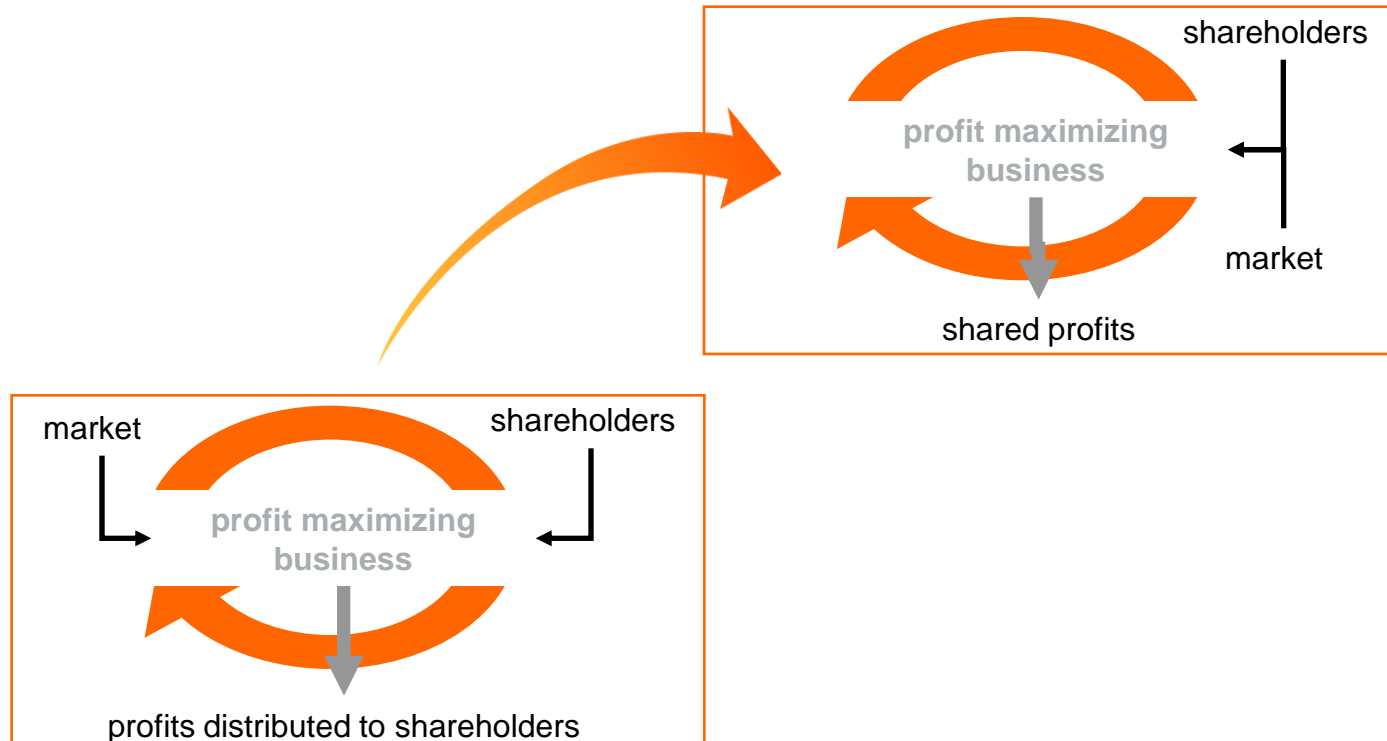 shareholders
profit maximizing
business
market
shared profits
market
shareholders
profit maximizing
business
profits distributed to shareholders